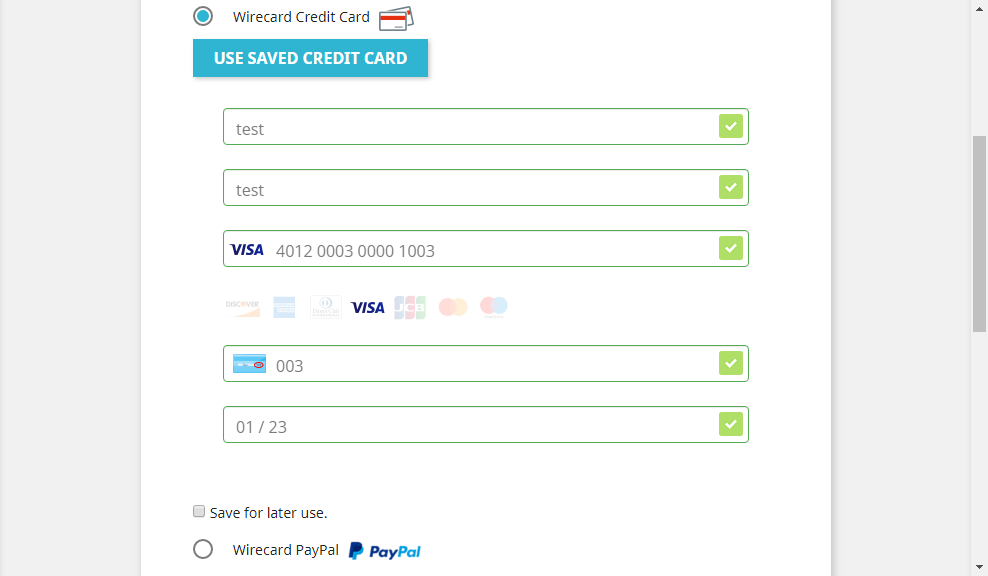 Wirecard Credit Card
USE SAVED CREDIT CARD
test
test
VISA 4012 0003 0000 1003
DISCOVER VISA JCB
003
01 / 23
Save for later use.
Wirecard PayPal PayPal